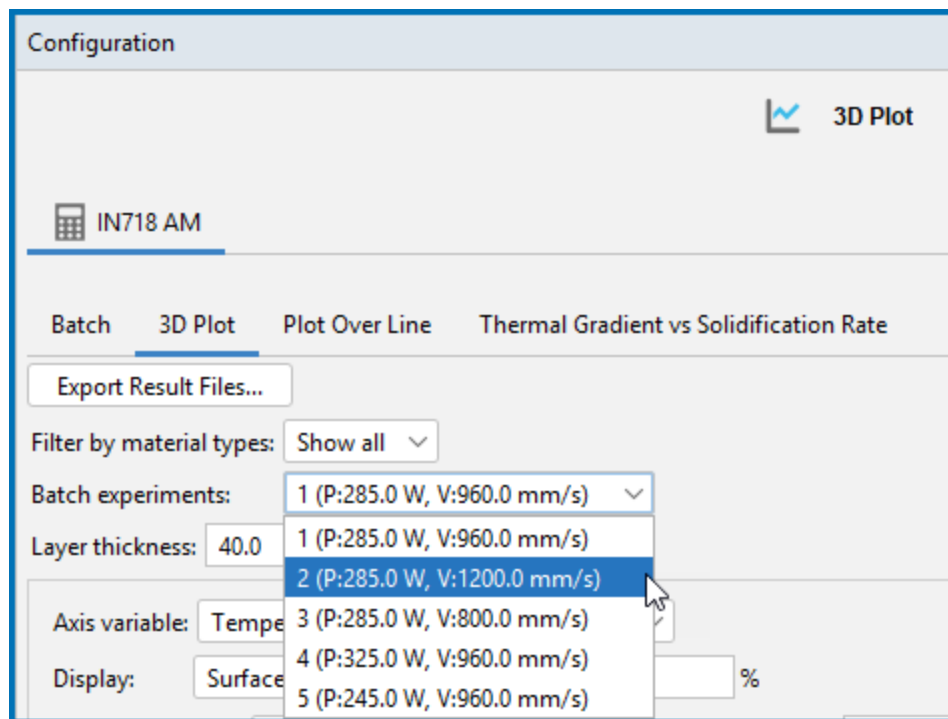 Configuration
3D Plot
IN718 AM
Batch 3D Plot Plot Over Line Thermal Gradient vs Solidification Rate
Export Result Files...
Filter by material types: Show all
Batch experiments: 1 (P:285.0 W, V:960.0 mm/s)
Layer thickness: 40.0 1 (P:285.0 W, V:960.0 mm/s)
2 (P:285.0 W, V:1200.0 mm/s)
Axis variable: Tempe 3 (P:285.0 W, V:800.0 mm/s)
4 (P:325.0 W, V:960.0 mm/s)
Display: Surface %
5 (P:245.0 W, V:960.0 mm/s)